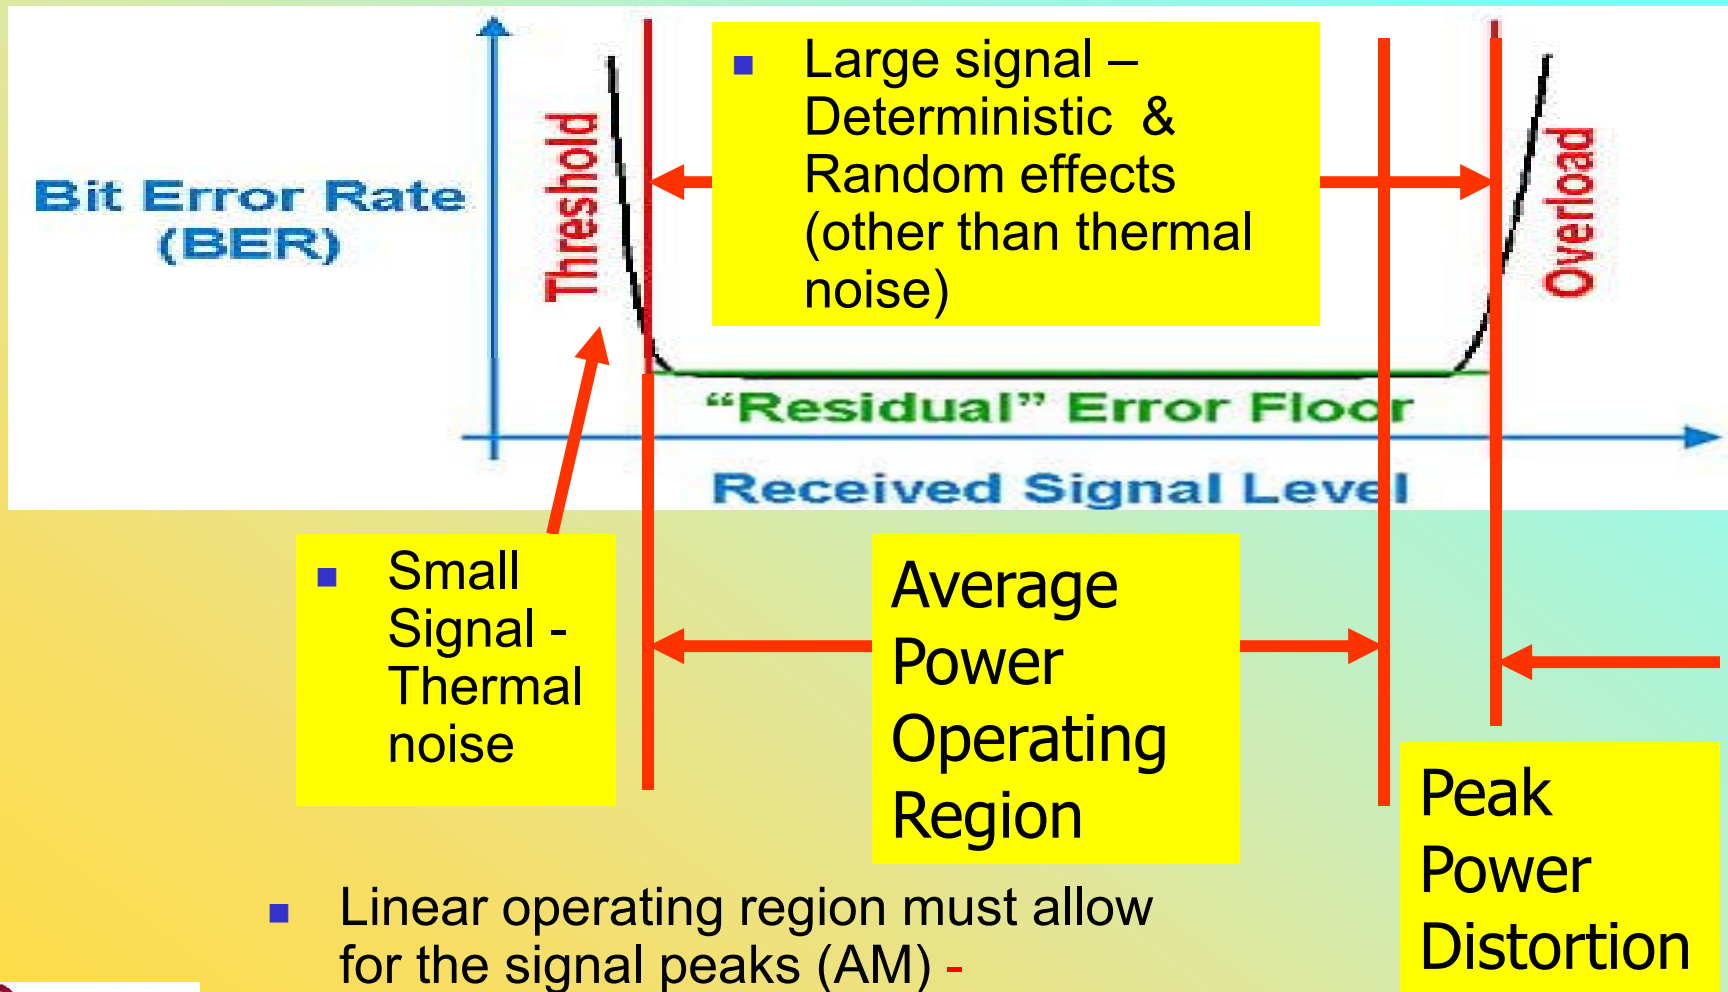 Large signal –
Deterministic &
Random effects
(other than thermal
noise)
Bit Error Rate
(BER)
Threshold
Overload
“Residual” Error Floor
Received Signal Level
Small
Signal -
Thermal
noise
Average
Power
Operating
Region
Peak
Power
Distortion
Linear operating region must allow
for the signal peaks (AM) -